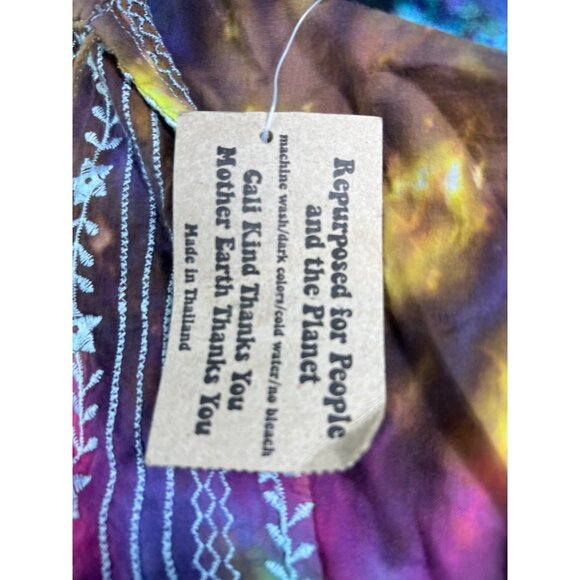 Repurposed for People
and the Planet
machine wash/dark colors/cold water/no bleach
Cali Kind Thanks You
Mother Earth Thanks You
Made in Thailand